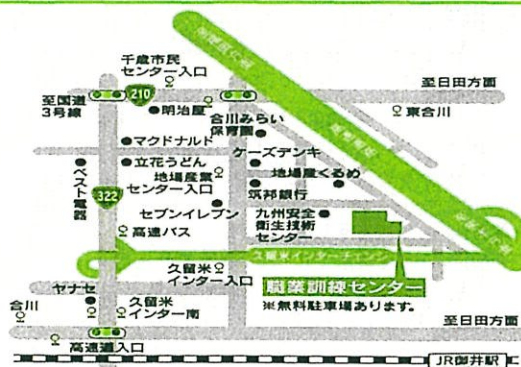 千歳市民
センター入口
至国道
3号線
210
明治屋
合川みらい
保育園
至日田方面
東合川
マクドナルド
立花うどん
地場産業
センター入口
ケーズデンキ
地場産くるめ
筑邦銀行
ベスト電器
322
セブンイレブン
九州安全
衛生技術
センター
高速バス
久留米インターチェンジ
久留米
インター入口
職業訓練センター
※無料駐車場あります。
ヤナセ
合川
久留米
インター南
至日田方面
高速道入口
JR御井駅